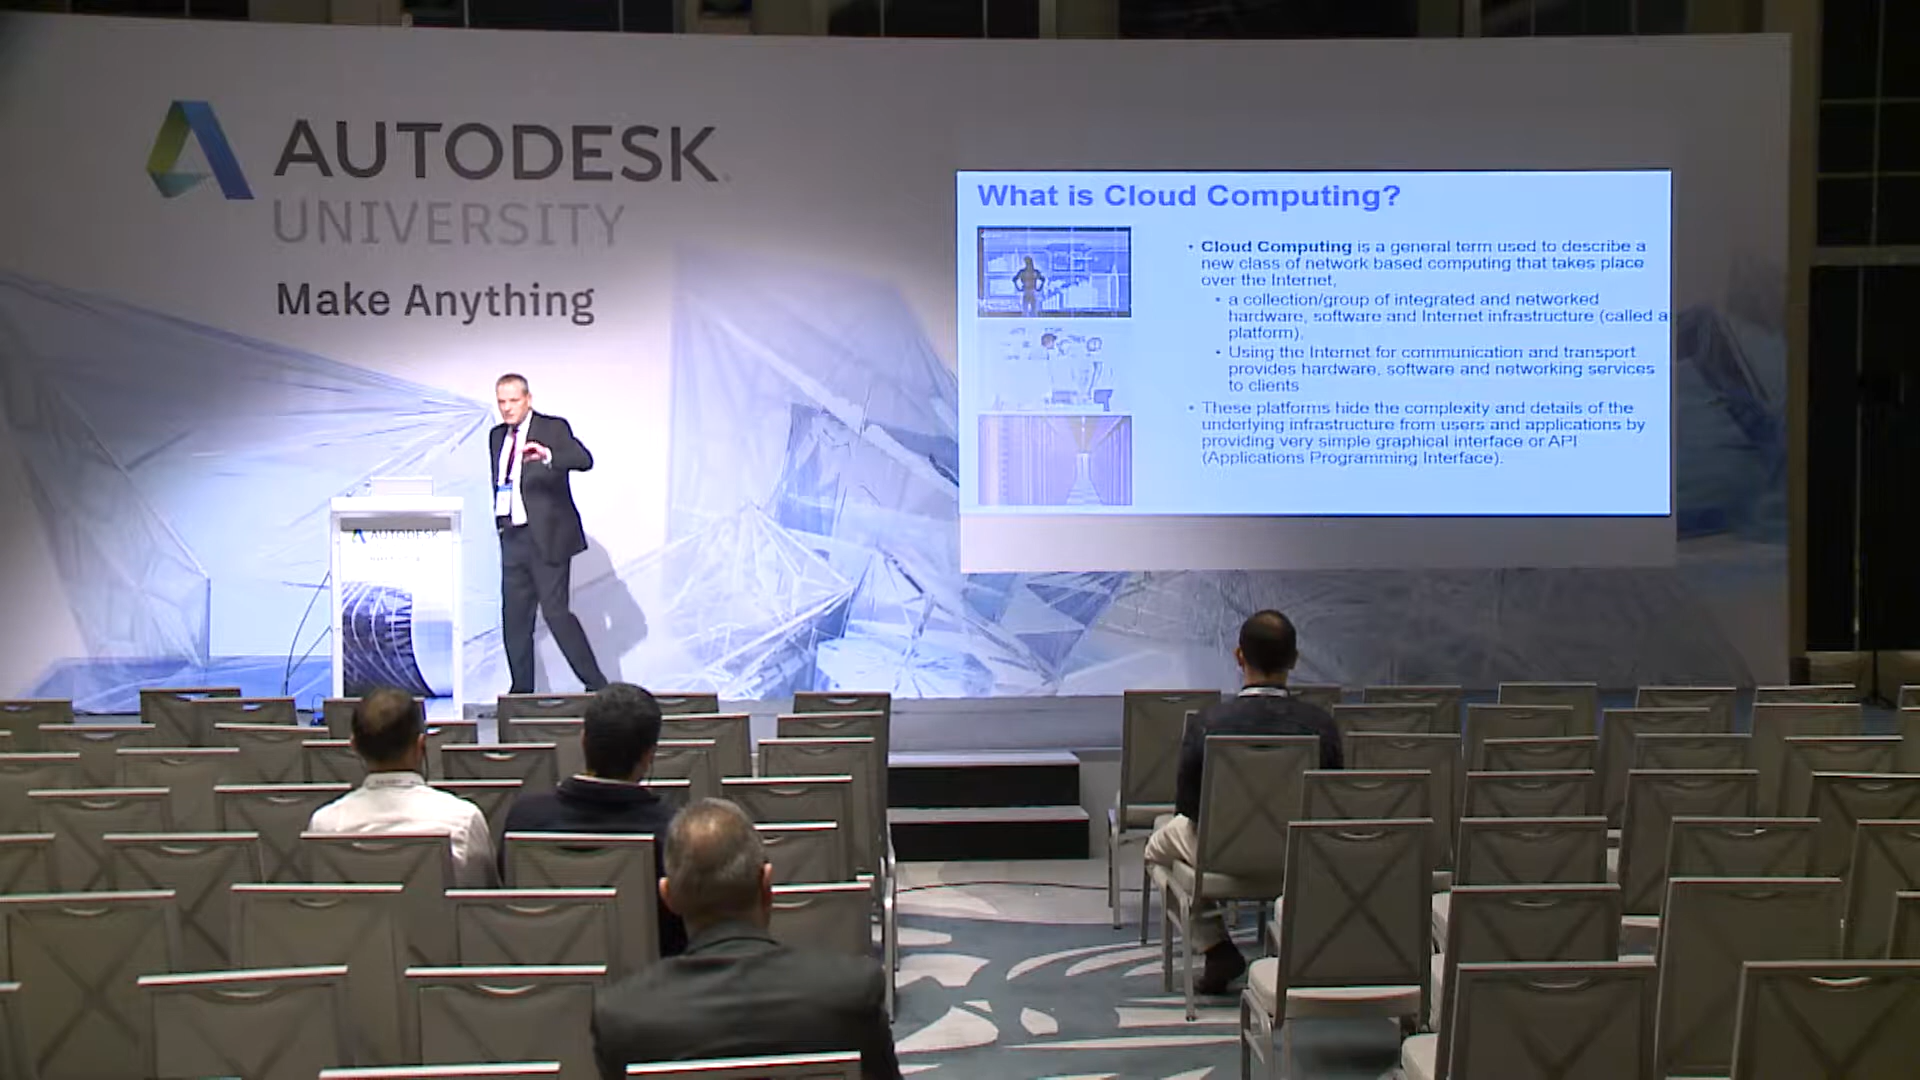 AUTODESK
UNIVERSITY
Make Anything
AUTODESK
What is Cloud Computing?
• Cloud Computing is a general term used to describe a
new class of network based computing that takes place
over the Internet,
• a collection/group of integrated and networked
hardware, software and Internet infrastructure (called a
platform).
• Using the Internet for communication and transport
provides hardware, software and networking services
to clients
• These platforms hide the complexity and details of the
underlying infrastructure from users and applications by
providing very simple graphical interface or API
(Applications Programming Interface).